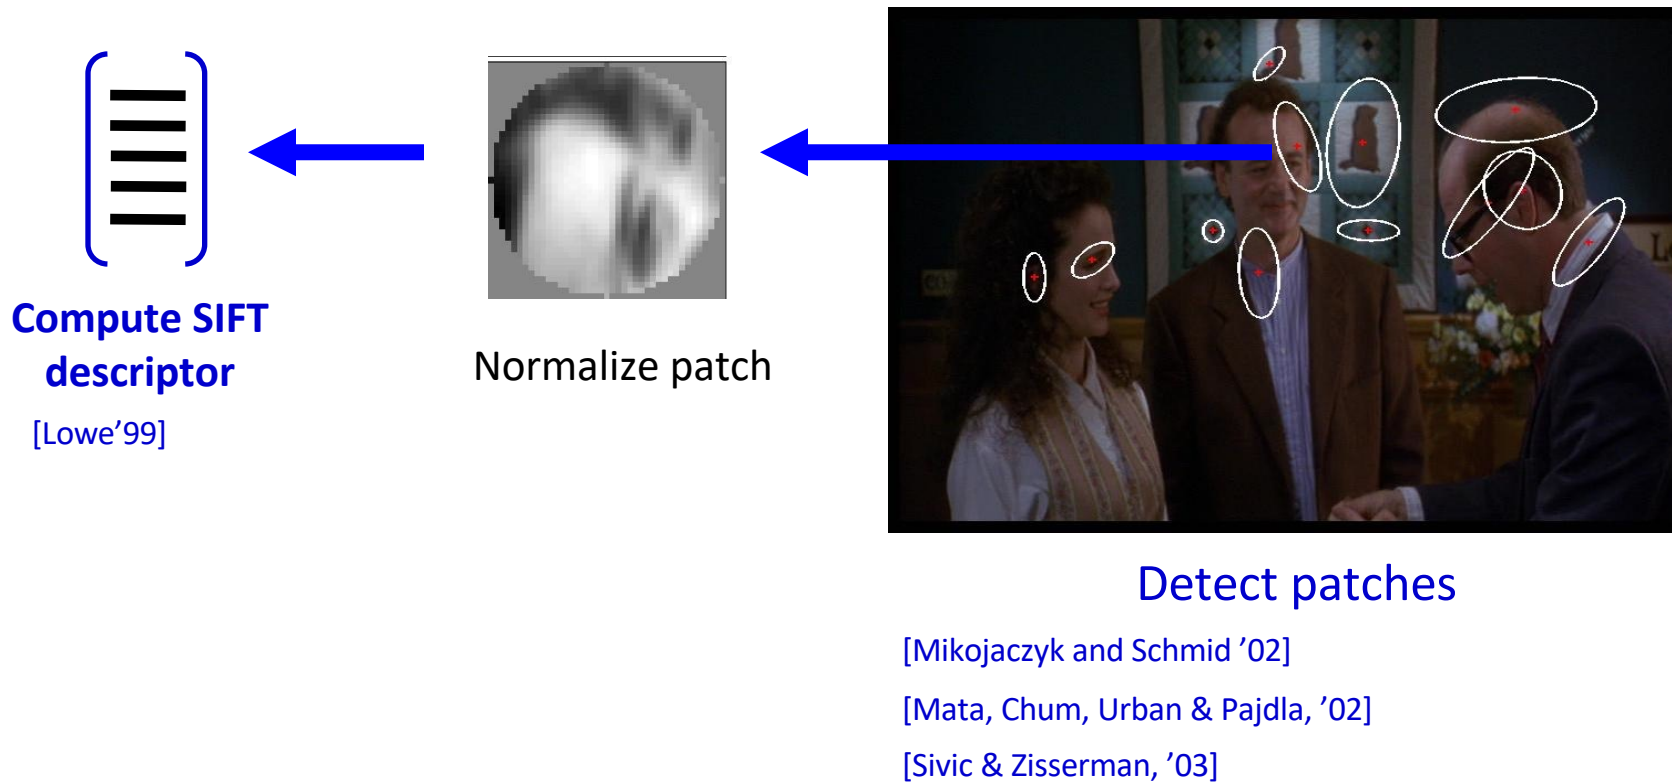 Compute SIFT
descriptor
[Lowe’99]
Normalize patch
Detect patches
[Mikojaczyk and Schmid ’02]
[Mata, Chum, Urban & Pajdla, ’02]
[Sivic & Zisserman, ’03]